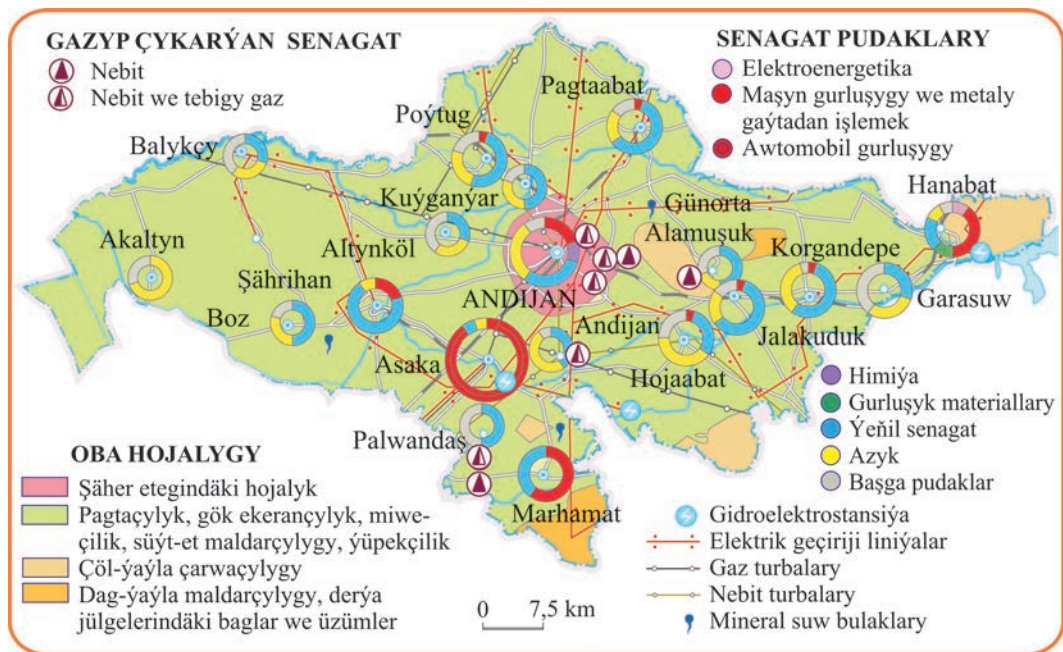 GAZYP ÇYKARÝAN SENAGAT
Nebit
Nebit we tebigy gaz
SENAGAT PUDAKLARY
Elektroenergetika
Maşyn gurluşygy we metaly
gaýtadan işlemek
Awtomobil gurluşygy
Pagtaabat
Poýtug
Balykçy
Hanabat
Kuýganýar
Günorta
Alamuşuk
Akaltyn
Altynköl
Korgandepe
Şährihan
ANDIJAN
Garasuw
Boz
Andijan
Jalakuduk
Asaka
Hojaabat
Palwandaş
Marhamat
Himiýa
Gurluşyk materiallary
Ýeňil senagat
Azyk
Başga pudaklar
OBA HOJALYGY
Şäher etegindäki hojalyk
Pagtaçylyk, gök ekerançylyk, miwe-
çilik, süýt-et maldarçylygy, ýüpekçilik
Çöl-ýaýla çarwaçylygy
Dag-ýaýla maldarçylygy, derýa
jülgelerindäki baglar we üzümler
0 7,5 km
Gidroelektrostansiýa
Elektrik geçiriji liniýalar
Gaz turbalary
Nebit turbalary
Mineral suw bulaklary